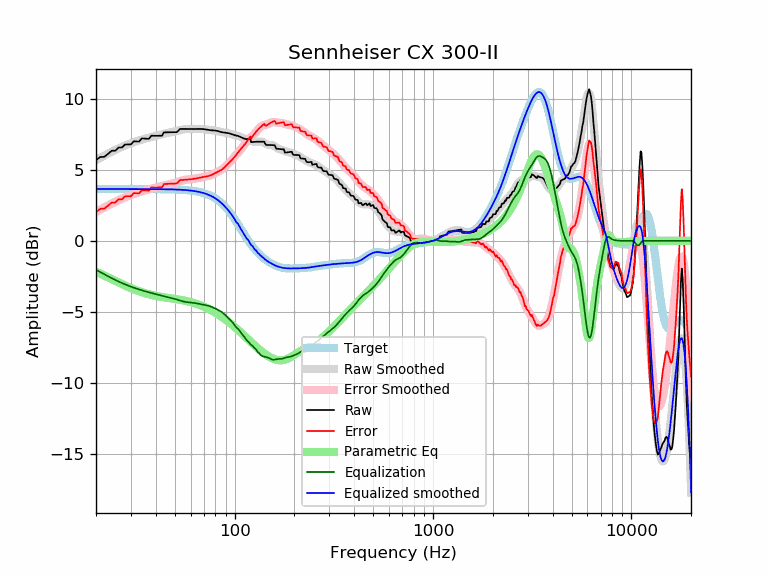 Sennheiser CX 300-II
Amplitude (dBr)
10
5
0
−5
−10
−15
Target
Raw Smoothed
Error Smoothed
Raw
Error
Parametric Eq
Equalization
Equalized smoothed
100
1000
10000
Frequency (Hz)